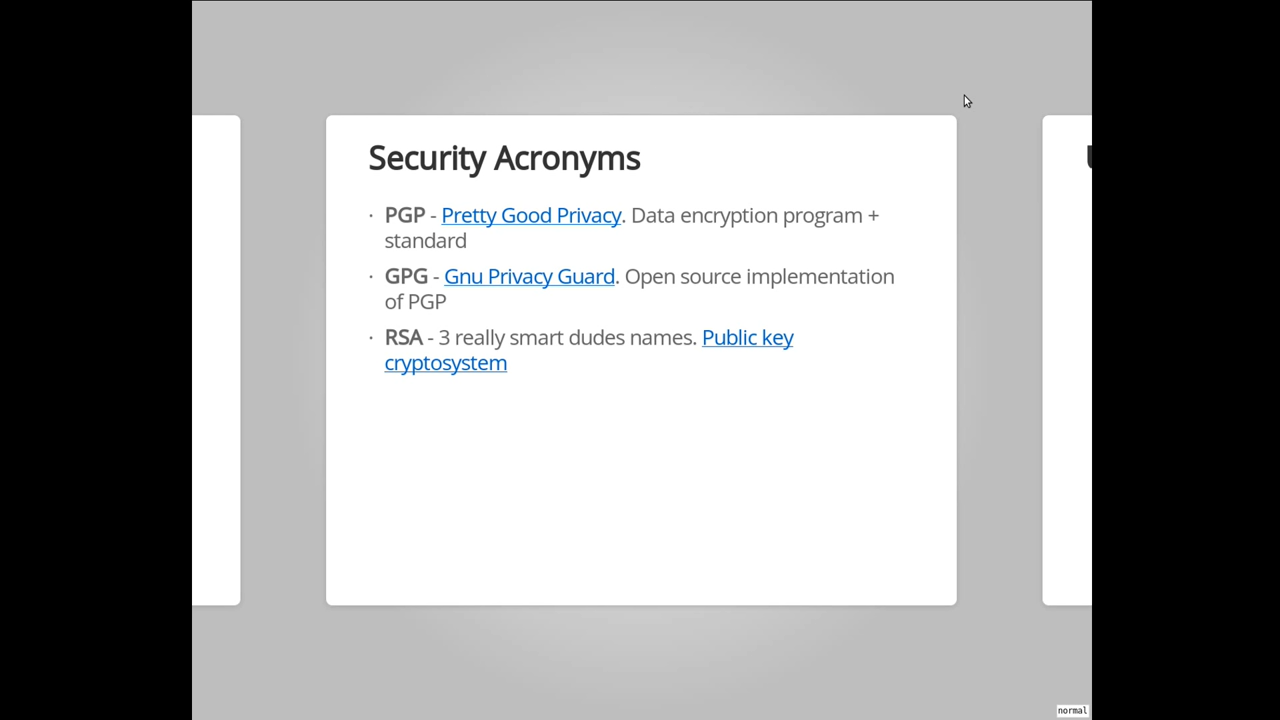 Security Acronyms
· PGP - Pretty Good Privacy. Data encryption program +
standard
· GPG - Gnu Privacy Guard. Open source implementation
of PGP
· RSA - 3 really smart dudes names. Public key
cryptosystem
normal